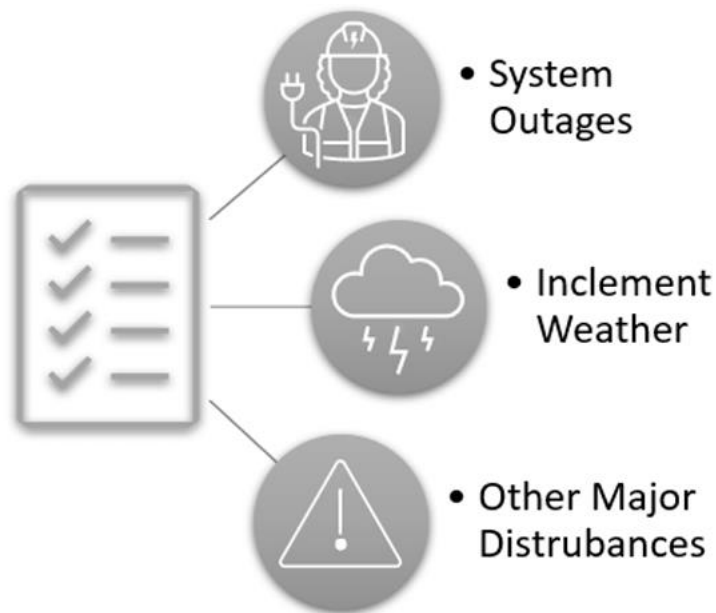 • System
Outages
• Inclement
Weather
• Other Major
Distrubances